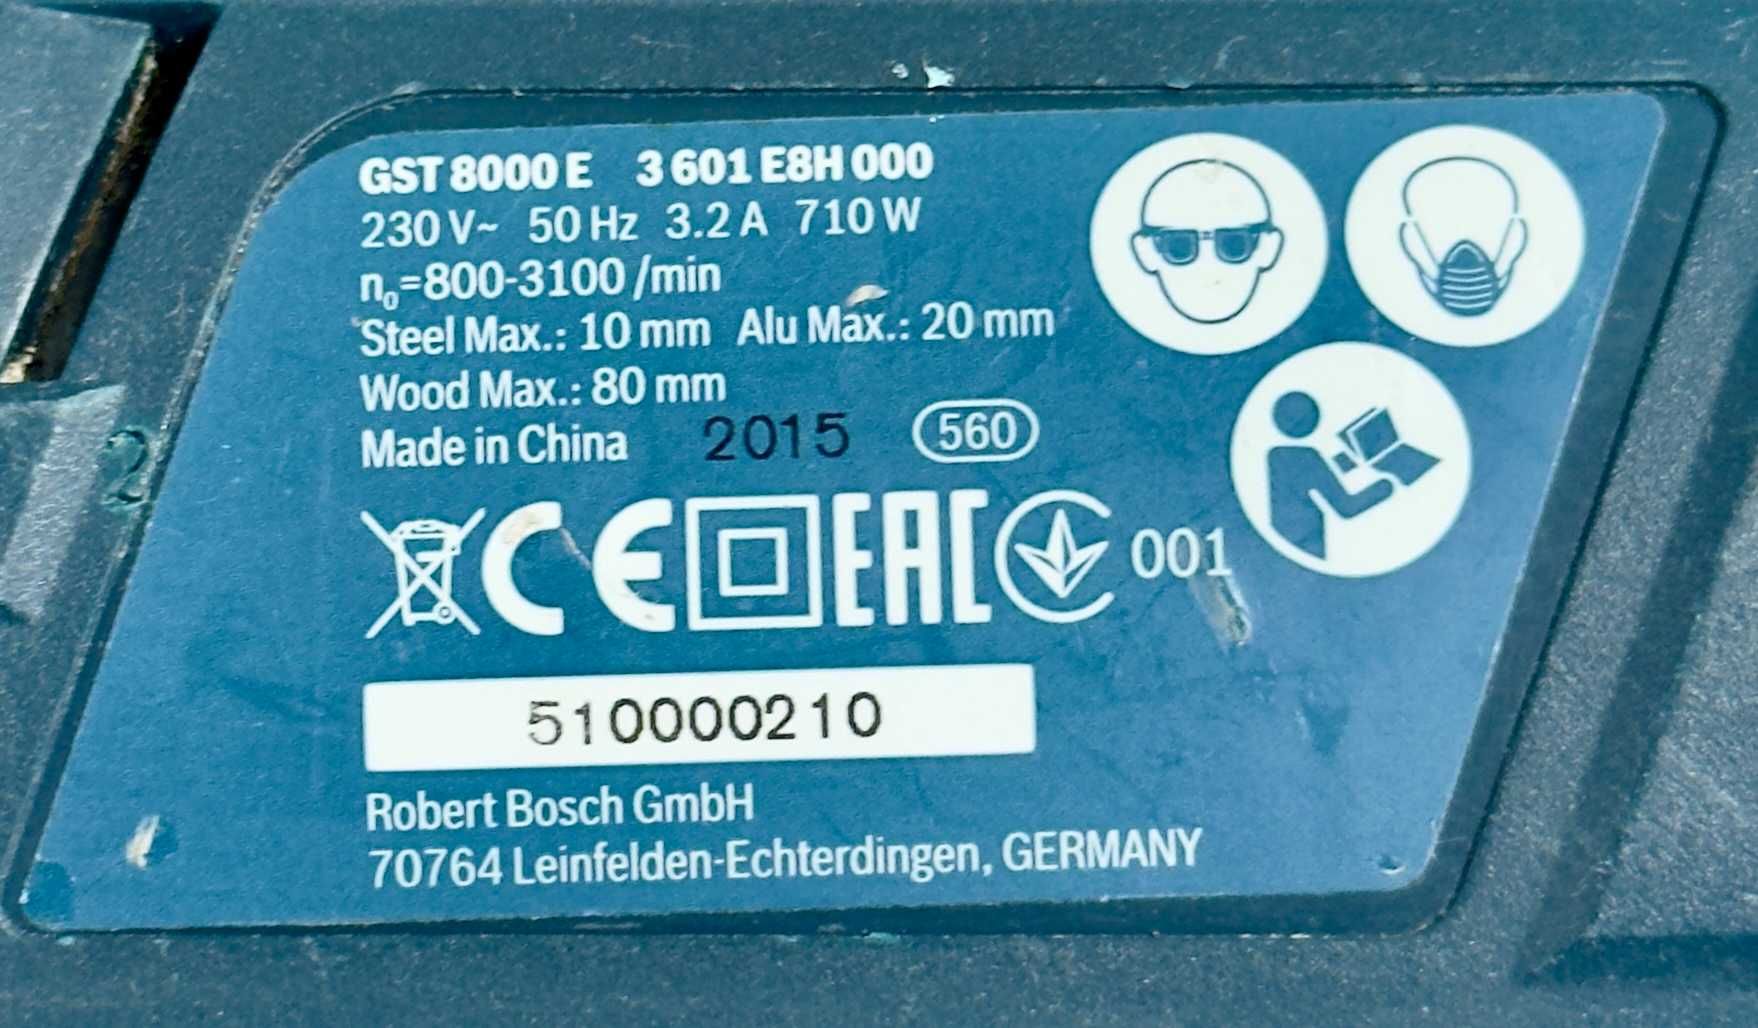 GST 8000 E 3 601 E8H 000
230 V~ 50 Hz 3.2 A 710 W
n₀=800-3100 /min
Steel Max.: 10 mm Alu Max.: 20 mm
Wood Max.: 80 mm
Made in China 2015 560
CE EAC 001
510000210
Robert Bosch GmbH
70764 Leinfelden-Echterdingen, GERMANY
2